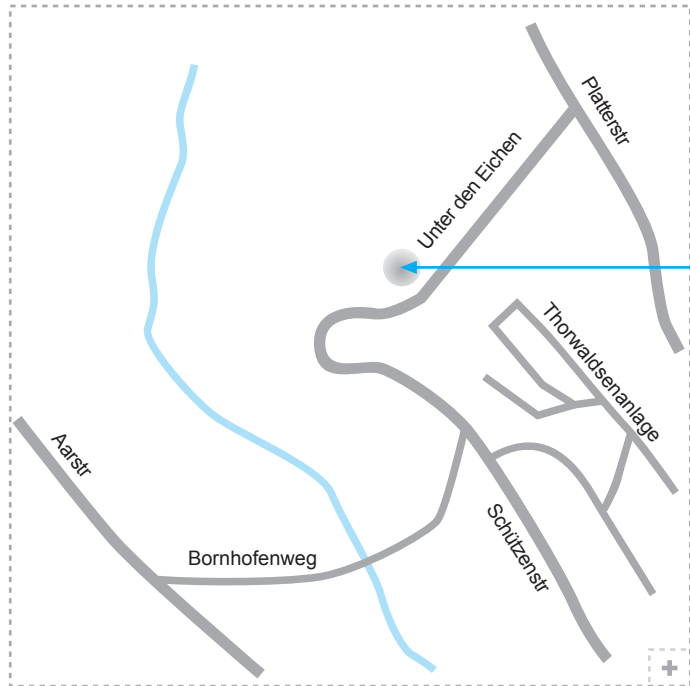 Platterstr
Unter den Eichen
Thorwaldsenanlage
Aarstr
Schützenstr
Bornhofenweg